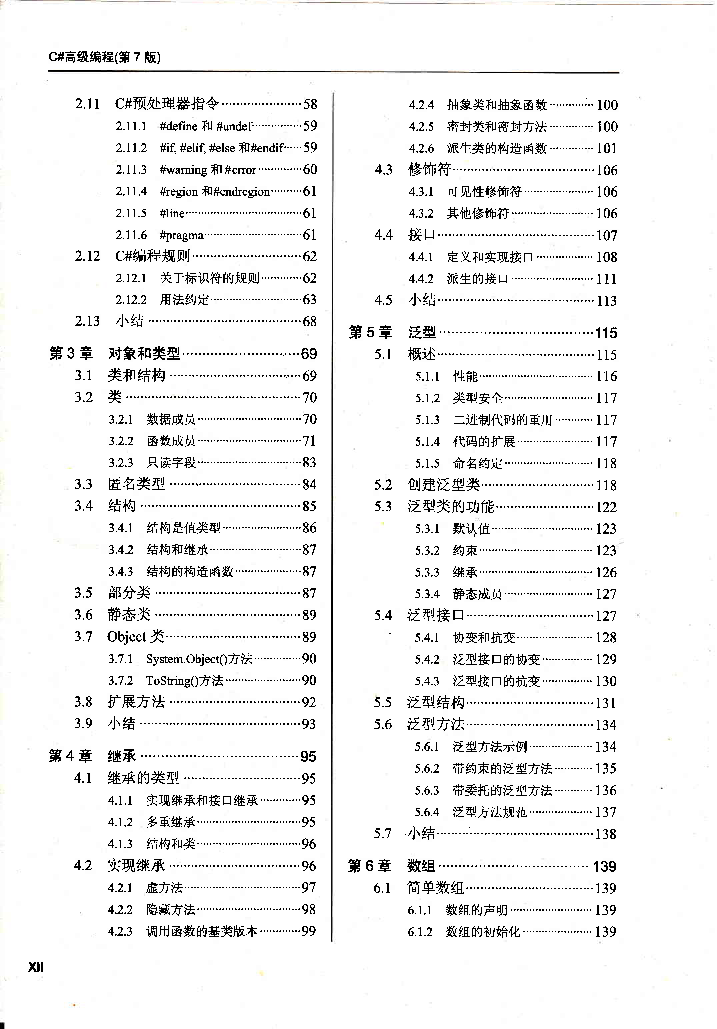 C#高级编程(第7版)
2.11 C#预处理器指令 58
2.11.1 #define 和 #undef 59
2.11.2 #if, #elif, #else 和#endif 59
2.11.3 #warning 和 #error 60
2.11.4 #region 和#endregion 61
2.11.5 #line 61
2.11.6 #pragma 61
2.12 C#编程规则 62
2.12.1 关于标识符的规则 62
2.12.2 用法约定 63
2.13 小结 68
第3章 对象和类型 69
3.1 类和结构 69
3.2 类 70
3.2.1 数据成员 70
3.2.2 函数成员 71
3.2.3 只读字段 83
3.3 匿名类型 84
3.4 结构 85
3.4.1 结构是值类型 86
3.4.2 结构和继承 87
3.4.3 结构的构造函数 87
3.5 部分类 87
3.6 静态类 89
3.7 Object 类 89
3.7.1 System.Object()方法 90
3.7.2 ToString()方法 90
3.8 扩展方法 92
3.9 小结 93
第4章 继承 95
4.1 继承的类型 95
4.1.1 实现继承和接口继承 95
4.1.2 多重继承 95
4.1.3 结构和类 96
4.2 实现继承 96
4.2.1 虚方法 97
4.2.2 隐藏方法 98
4.2.3 调用函数的基类版本 99
4.2.4 抽象类和抽象函数 100
4.2.5 密封类和密封方法 100
4.2.6 派生类的构造函数 101
4.3 修饰符 106
4.3.1 可见性修饰符 106
4.3.2 其他修饰符 106
4.4 接口 107
4.4.1 定义和实现接口 108
4.4.2 派生的接口 111
4.5 小结 113
第5章 泛型 115
5.1 概述 115
5.1.1 性能 116
5.1.2 类型安全 117
5.1.3 二进制代码的重用 117
5.1.4 代码的扩展 117
5.1.5 命名约定 118
5.2 创建泛型类 118
5.3 泛型类的功能 122
5.3.1 默认值 123
5.3.2 约束 123
5.3.3 继承 126
5.3.4 静态成员 127
5.4 泛型接口 127
5.4.1 协变和抗变 128
5.4.2 泛型接口的协变 129
5.4.3 泛型接口的抗变 130
5.5 泛型结构 131
5.6 泛型方法 134
5.6.1 泛型方法示例 134
5.6.2 带约束的泛型方法 135
5.6.3 带委托的泛型方法 136
5.6.4 泛型方法规范 137
5.7 小结 138
第6章 数组 139
6.1 简单数组 139
6.1.1 数组的声明 139
6.1.2 数组的初始化 139
XII